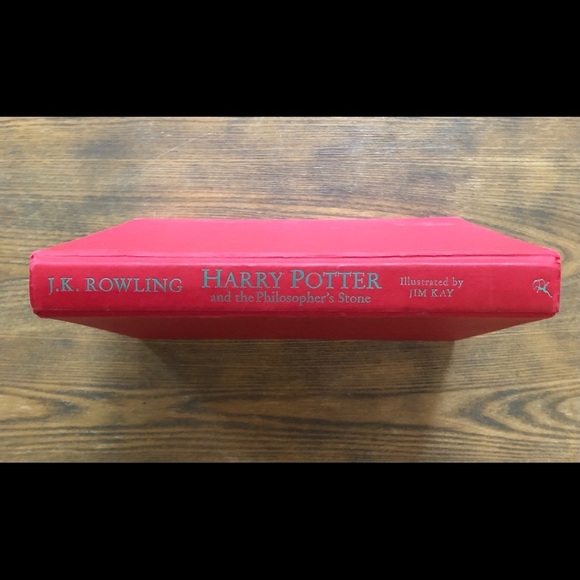 J.K. ROWLING
HARRY POTTER
and the Philosopher's Stone
Illustrated by
JIM KAY